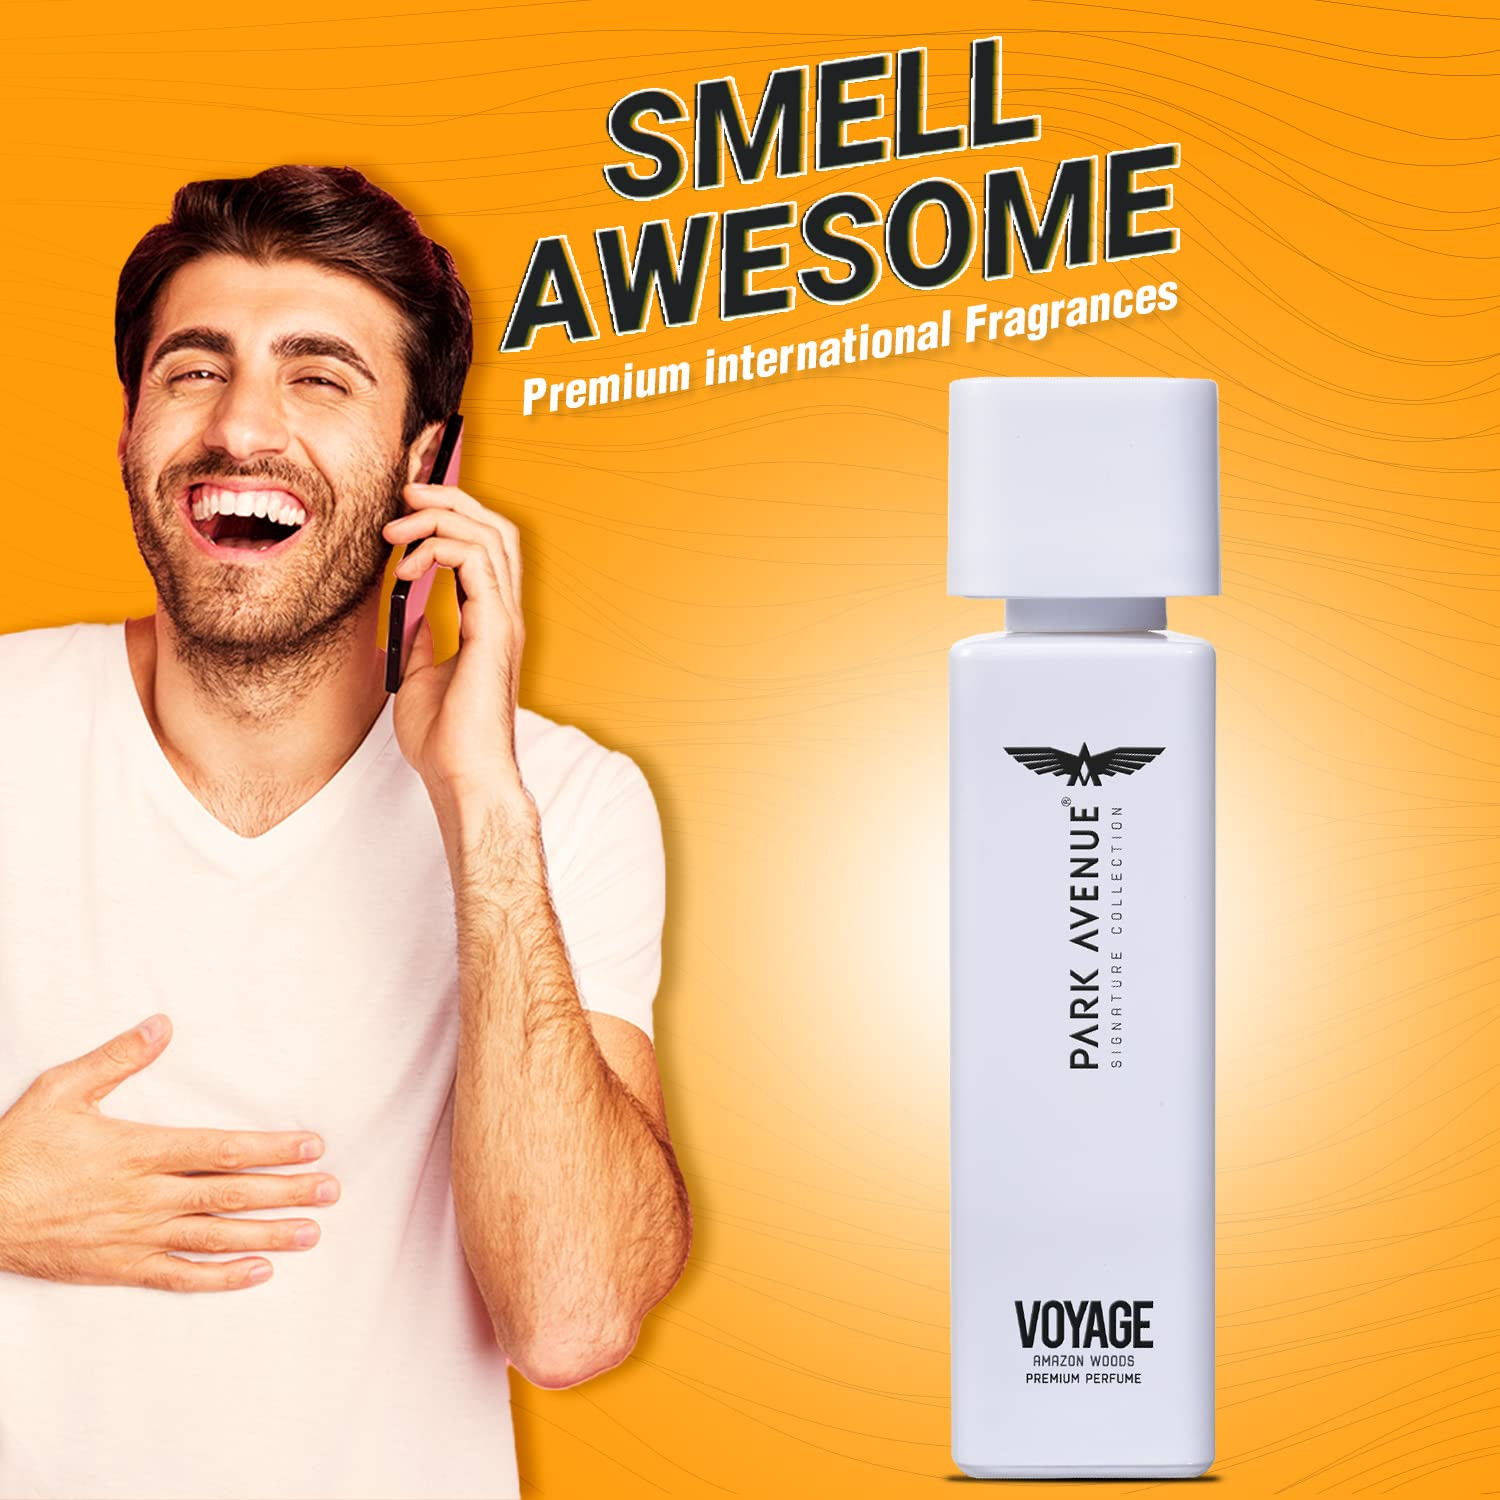 SMELL
AWESOME
Premium international Fragrances
PARK AVENUE®
SIGNATURE COLLECTION
VOYAGE
AMAZON WOODS
PREMIUM PERFUME